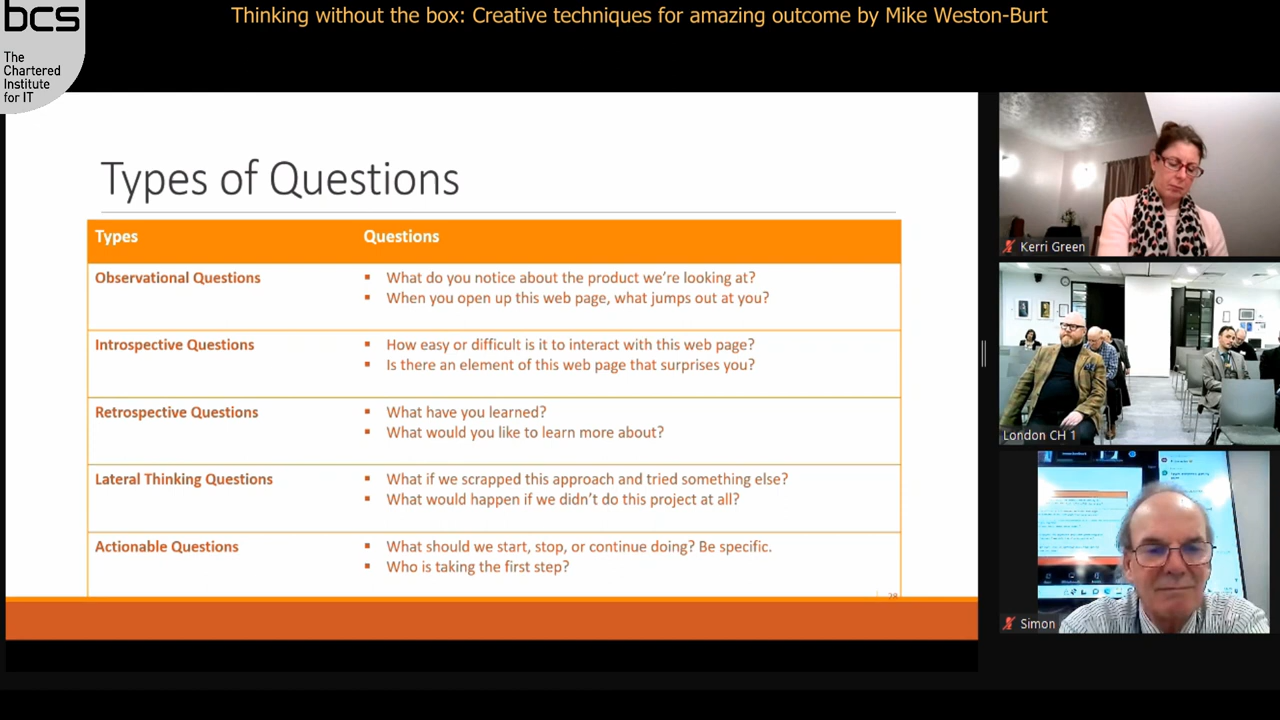 bcs
The
Chartered
Institute
for IT
Thinking without the box: Creative techniques for amazing outcome by Mike Weston-Burt
Types of Questions
Types
Questions
Observational Questions
▪ What do you notice about the product we’re looking at?
▪ When you open up this web page, what jumps out at you?
Introspective Questions
▪ How easy or difficult is it to interact with this web page?
▪ Is there an element of this web page that surprises you?
Retrospective Questions
▪ What have you learned?
▪ What would you like to learn more about?
Lateral Thinking Questions
▪ What if we scrapped this approach and tried something else?
▪ What would happen if we didn’t do this project at all?
Actionable Questions
▪ What should we start, stop, or continue doing? Be specific.
▪ Who is taking the first step?
28
Kerri Green
London CH 1
Simon